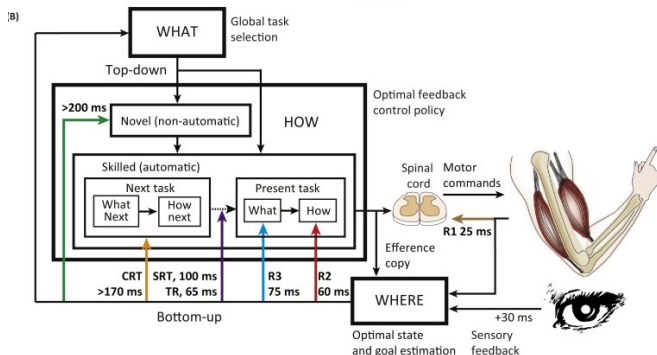 (B)
WHAT
Global task
selection
Top-down
Optimal feedback
control policy
>200 ms
Novel (non-automatic)
HOW
Skilled (automatic)
Next task
What
Next
How
next
Present task
What
How
Spinal
cord
Motor
commands
R1 25 ms
Efference
copy
CRT
>170 ms
SRT, 100 ms
TR, 65 ms
R3
75 ms
R2
60 ms
Bottom-up
WHERE
Optimal state
and goal estimation
+30 ms
Sensory
feedback